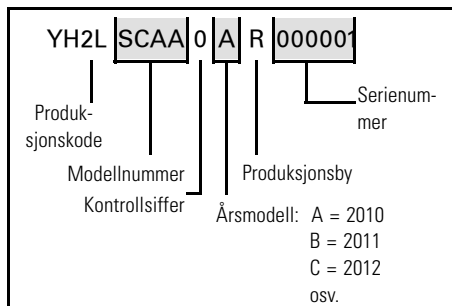 YH2L SCAA 0 A R 000001
Serienum-
mer
Produk-
sjonskode
Modellnummer
Produksjonsby
Kontrollsiffer
Årsmodell: A = 2010
B = 2011
C = 2012
osv.